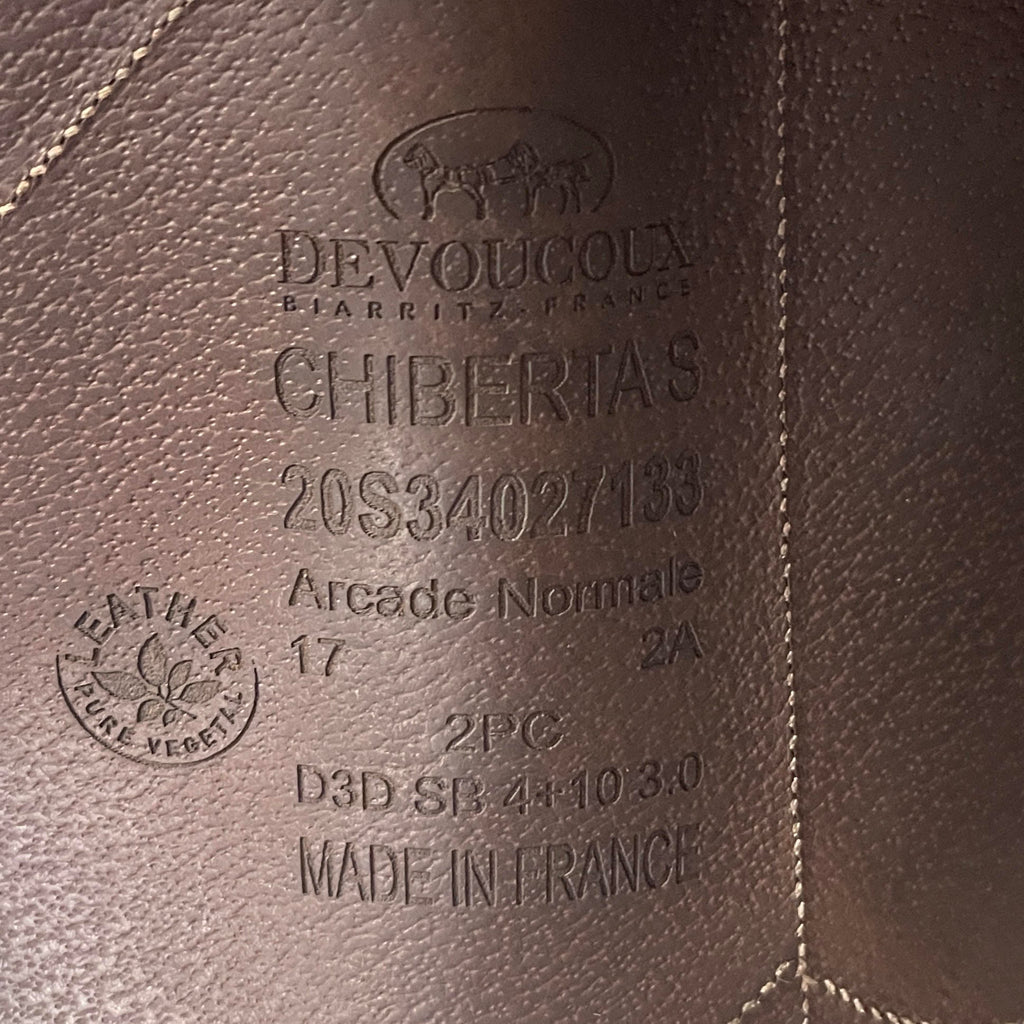 DEVOUCOUX
BIARRITZ-FRANCE
CHIBERTA S
20S34027133
Arcade Normale
17 2A
2PC
D3D SB 4+10 3.0
MADE IN FRANCE
LEATHER
PURE VEGETAL